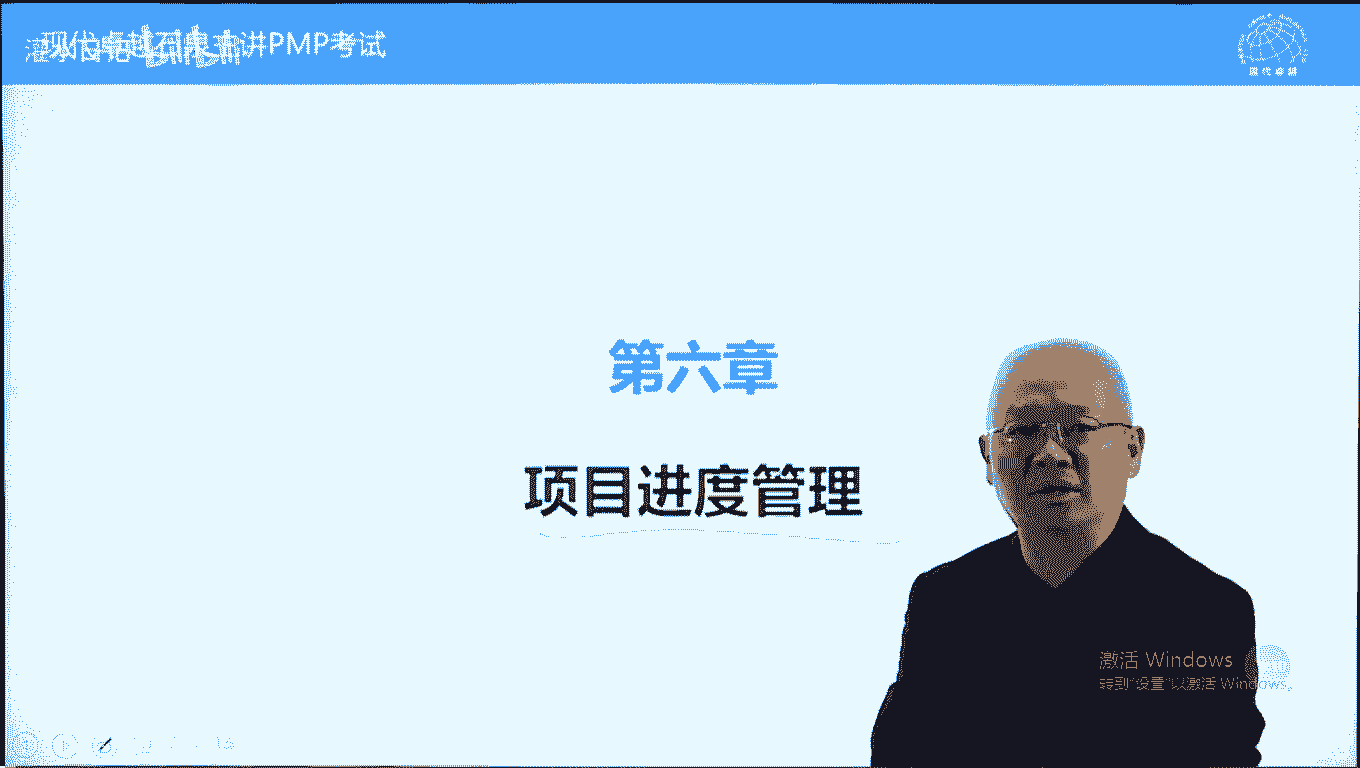 现代卓越石泉主讲PMP考试
现代卓越
第六章
项目进度管理
激活 Windows
转到"设置"以激活 Windows。